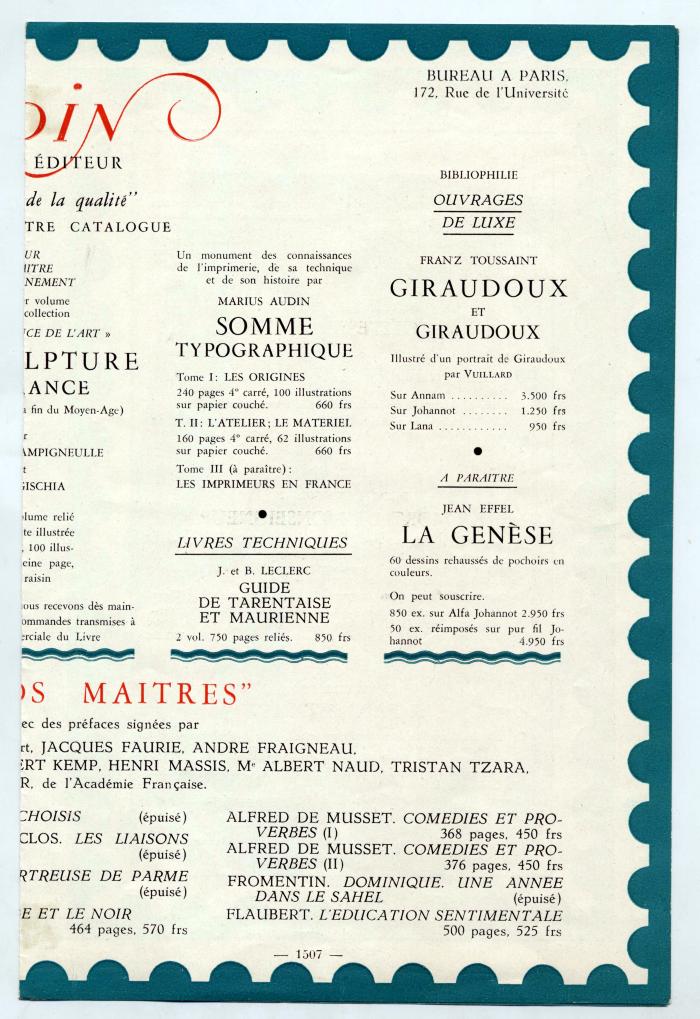 BUREAU A PARIS,
172, Rue de l'Université
DIN
ÉDITEUR
de la qualité”
TRE CATALOGUE
UR
ITRE
NEMENT
r volume
collection
CE DE L'ART »
LPTURE
ANCE
a fin du Moyen-Age)
r
AMPIGNEULLE
t
GISCHIA
olume relié
te illustrée
, 100 illus-
eine page,
raisin
ous recevons dès main-
ommandes transmises à
erciale du Livre
Un monument des connaissances
de l'imprimerie, de sa technique
et de son histoire par
MARIUS AUDIN
SOMME
TYPOGRAPHIQUE
Tome I : LES ORIGINES
240 pages 4° carré, 100 illustrations
sur papier couché. 660 frs
T. II : L'ATELIER ; LE MATERIEL
160 pages 4° carré, 62 illustrations
sur papier couché. 660 frs
Tome III (à paraître) :
LES IMPRIMEURS EN FRANCE
●
LIVRES TECHNIQUES
J. et B. LECLERC
GUIDE
DE TARENTAISE
ET MAURIENNE
2 vol. 750 pages reliés. 850 frs
BIBLIOPHILIE
OUVRAGES
DE LUXE
FRANZ TOUSSAINT
GIRAUDOUX
ET
GIRAUDOUX
Illustré d'un portrait de Giraudoux
par VUILLARD
Sur Annam .......... 3.500 frs
Sur Johannot ........ 1.250 frs
Sur Lana ............ 950 frs
●
A PARAITRE
JEAN EFFEL
LA GENÈSE
60 dessins rehaussés de pochoirs en
couleurs.
On peut souscrire.
850 ex. sur Alfa Johannot 2.950 frs
50 ex. réimposés sur pur fil Jo-
hannot 4.950 frs
OS MAITRES”
ec des préfaces signées par
rt, JACQUES FAURIE, ANDRE FRAIGNEAU,
ERT KEMP, HENRI MASSIS, Mᵉ ALBERT NAUD, TRISTAN TZARA,
R, de l'Académie Française.
CHOISIS (épuisé)
CLOS. LES LIAISONS
(épuisé)
RTREUSE DE PARME
(épuisé)
E ET LE NOIR
464 pages, 570 frs
ALFRED DE MUSSET. COMEDIES ET PRO-
VERBES (I) 368 pages, 450 frs
ALFRED DE MUSSET. COMEDIES ET PRO-
VERBES (II) 376 pages, 450 frs
FROMENTIN. DOMINIQUE. UNE ANNEE
DANS LE SAHEL (épuisé)
FLAUBERT. L'EDUCATION SENTIMENTALE
500 pages, 525 frs
— 1507 —